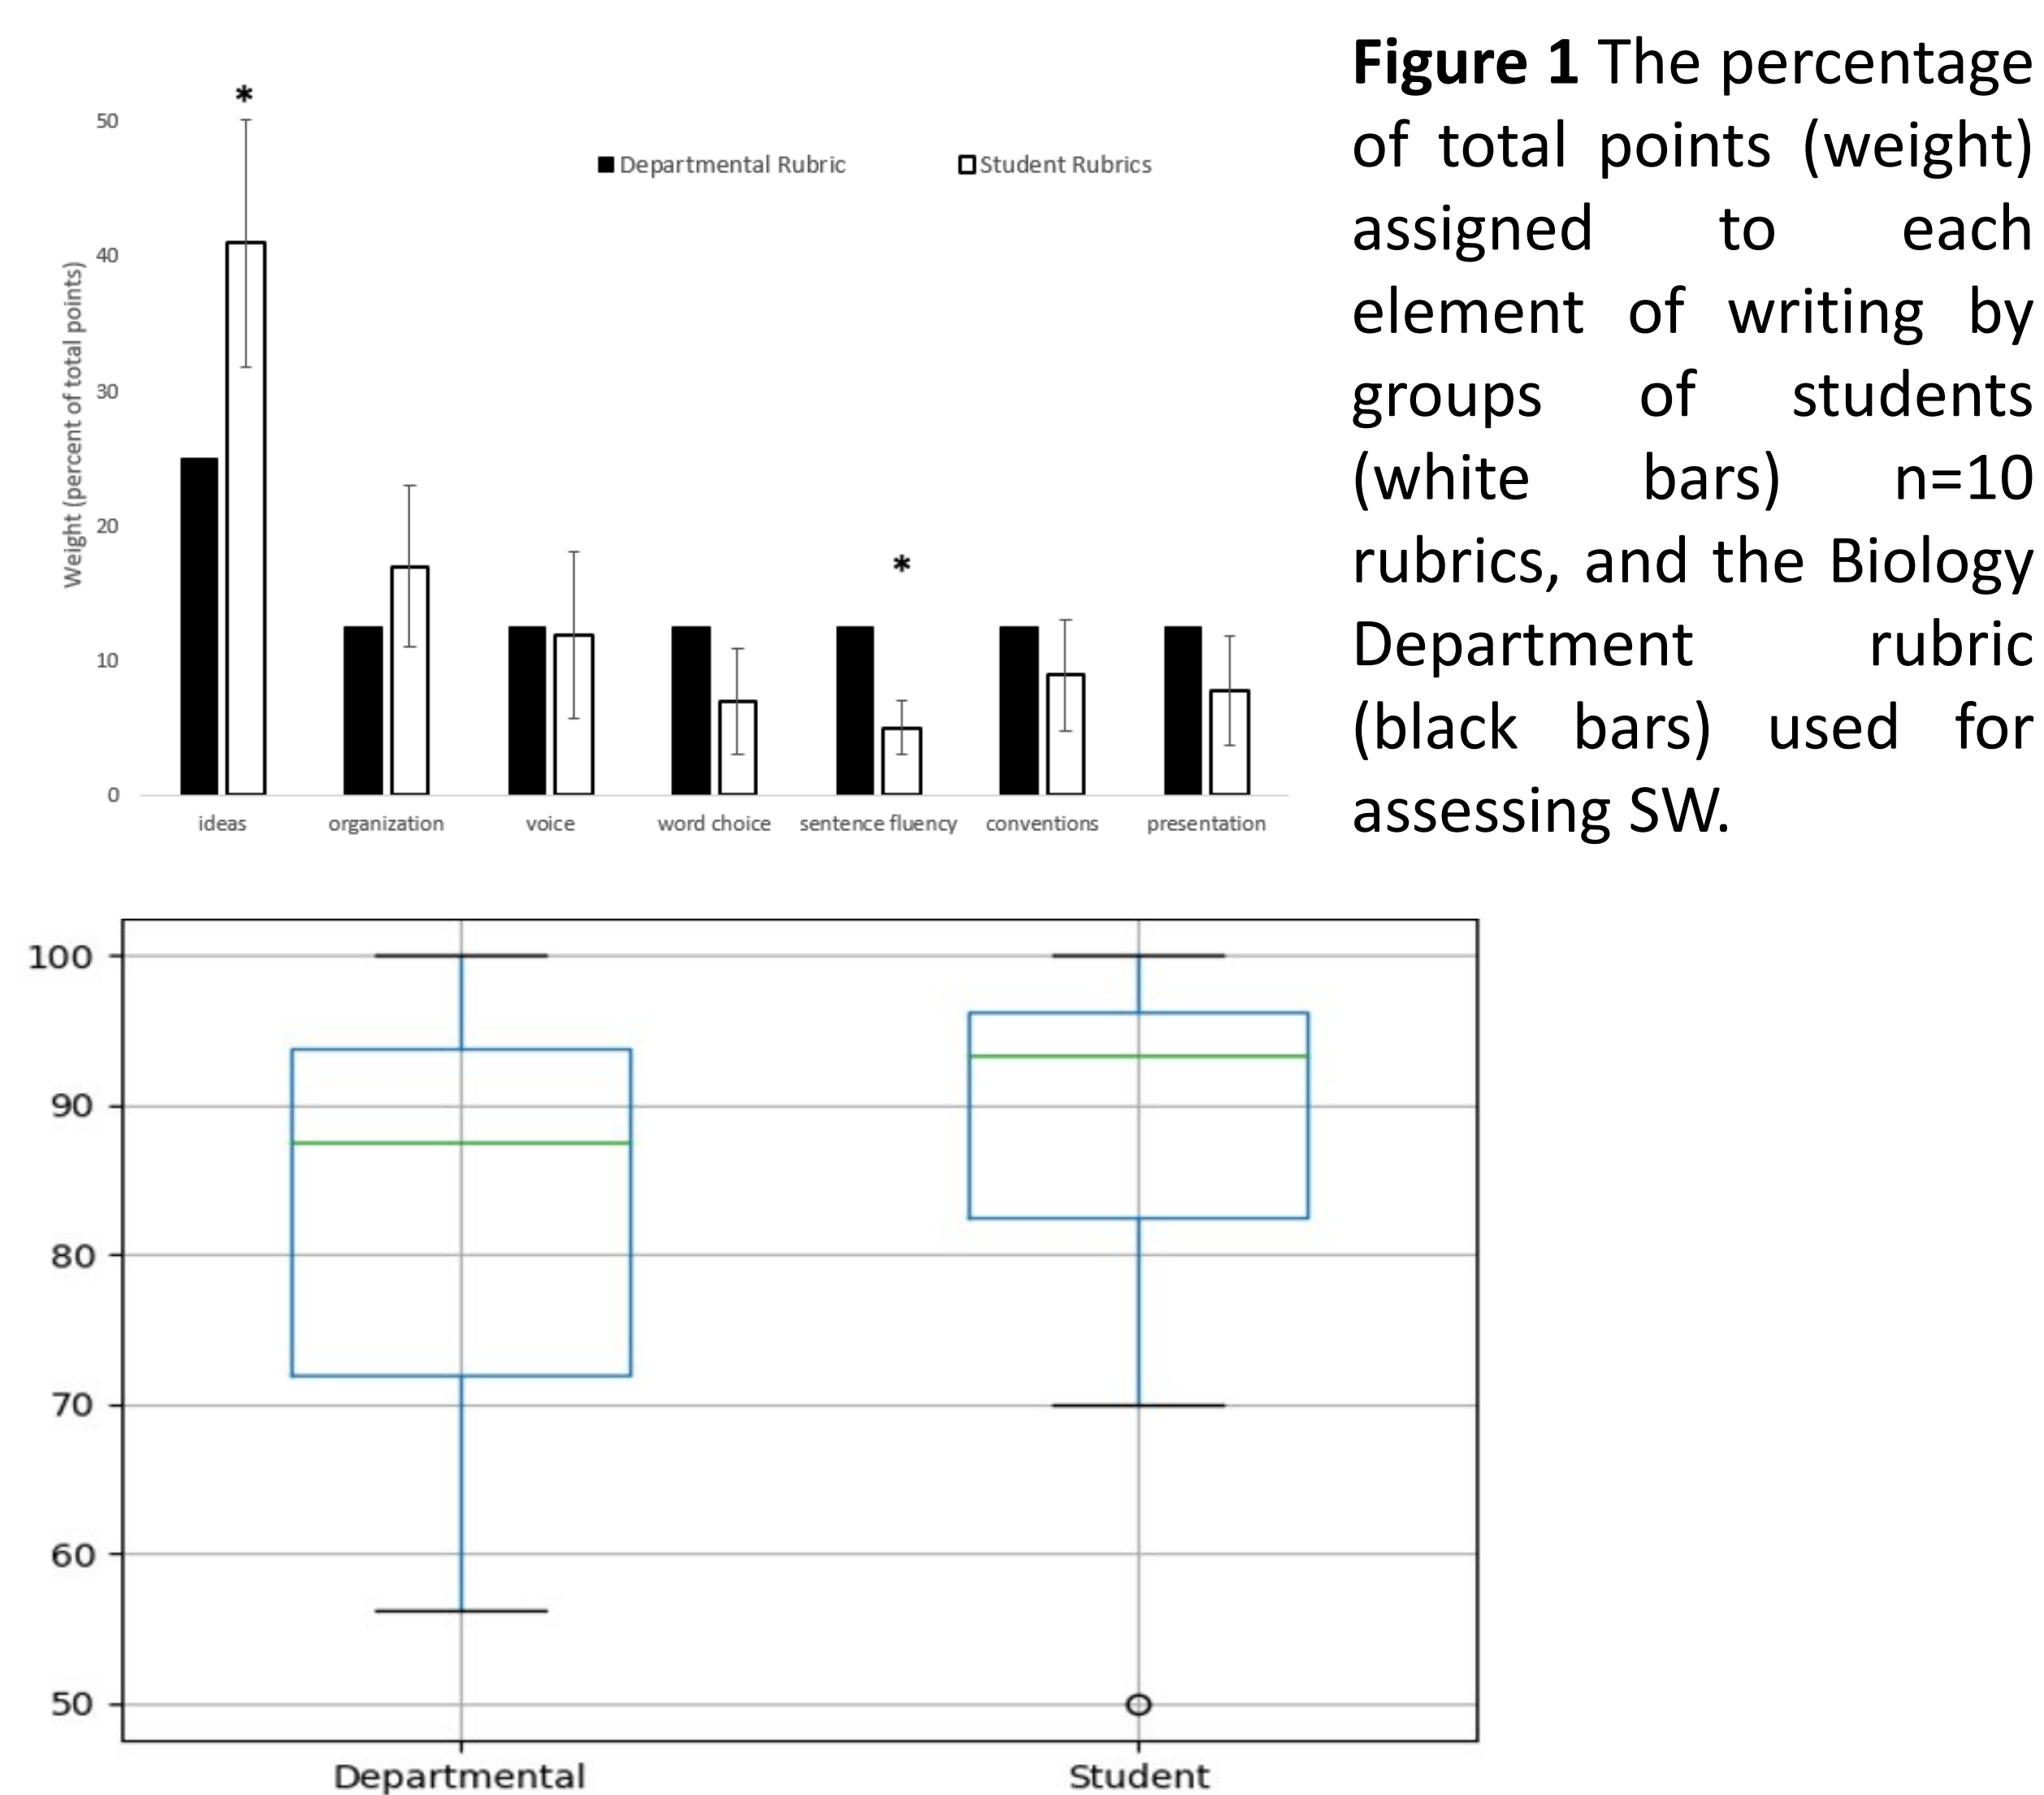 *
50
40
30
20
10
0
Weight (percent of total points)
Departmental Rubric
Student Rubrics
*
ideas
organization
voice
word choice
sentence fluency
conventions
presentation
Figure 1 The percentage
of total points (weight)
assigned to each
element of writing by
groups of students
(white bars) n=10
rubrics, and the Biology
Department rubric
(black bars) used for
assessing SW.
100
90
80
70
60
50
Departmental
Student